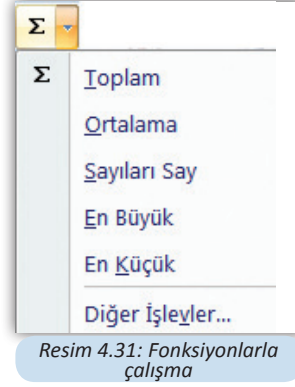 Σ
Σ Toplam
Ortalama
Sayıları Say
En Büyük
En Küçük
Diğer İşlevler...
Resim 4.31: Fonksiyonlarla
çalışma